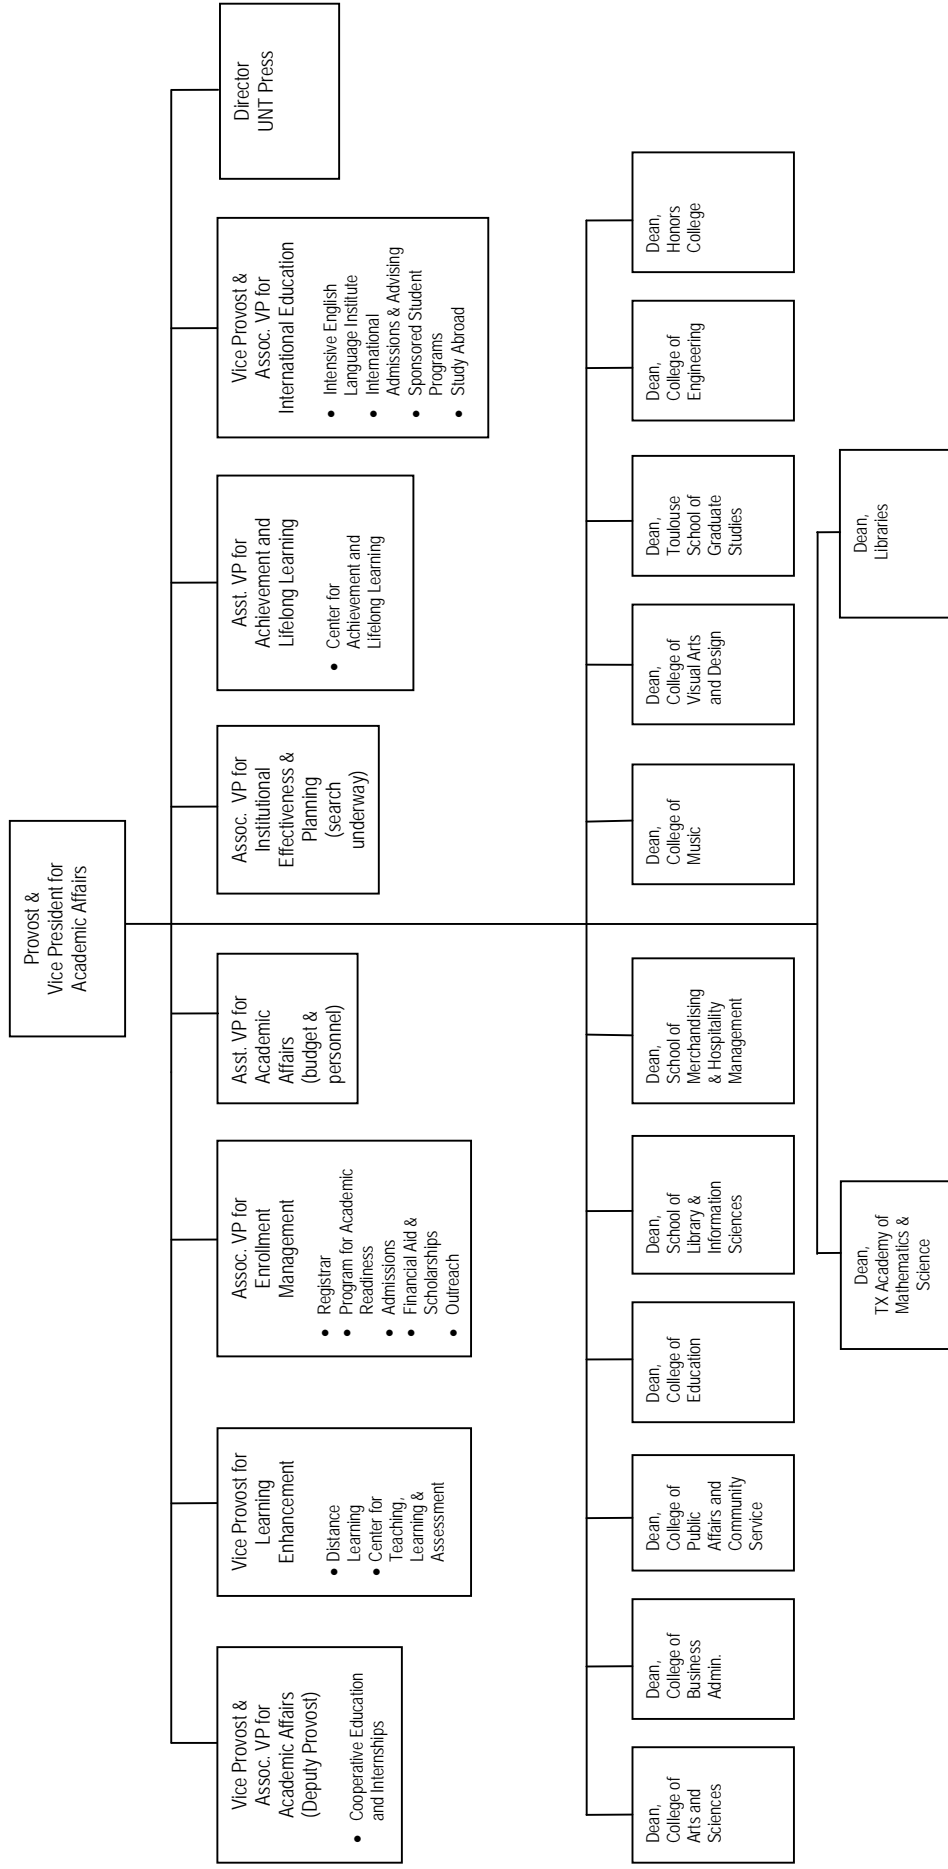 Provost &
Vice President for
Academic Affairs
Vice Provost &
Assoc. VP for
Academic Affairs
(Deputy Provost)
• Cooperative Education
and Internships
Vice Provost for
Learning
Enhancement
• Distance
Learning
• Center for
Teaching,
Learning &
Assessment
Assoc. VP for
Enrollment
Management
• Registrar
• Program for Academic
Readiness
• Admissions
• Financial Aid &
Scholarships
• Outreach
Asst. VP for
Academic
Affairs
(budget &
personnel)
Assoc. VP for
Institutional
Effectiveness &
Planning
(search
underway)
Asst. VP for
Achievement and
Lifelong Learning
• Center for
Achievement and
Lifelong Learning
Vice Provost &
Assoc. VP for
International Education
• Intensive English
Language Institute
• International
Admissions & Advising
• Sponsored Student
Programs
• Study Abroad
Director
UNT Press
Dean,
College of
Arts and
Sciences
Dean,
College of
Business
Admin.
Dean,
College of
Public
Affairs and
Community
Service
Dean,
College of
Education
Dean,
School of
Library &
Information
Sciences
Dean,
School of
Merchandising
& Hospitality
Management
Dean,
College of
Music
Dean,
College of
Visual Arts
and Design
Dean,
Toulouse
School of
Graduate
Studies
Dean,
College of
Engineering
Dean,
Honors
College
Dean,
TX Academy of
Mathematics &
Science
Dean,
Libraries